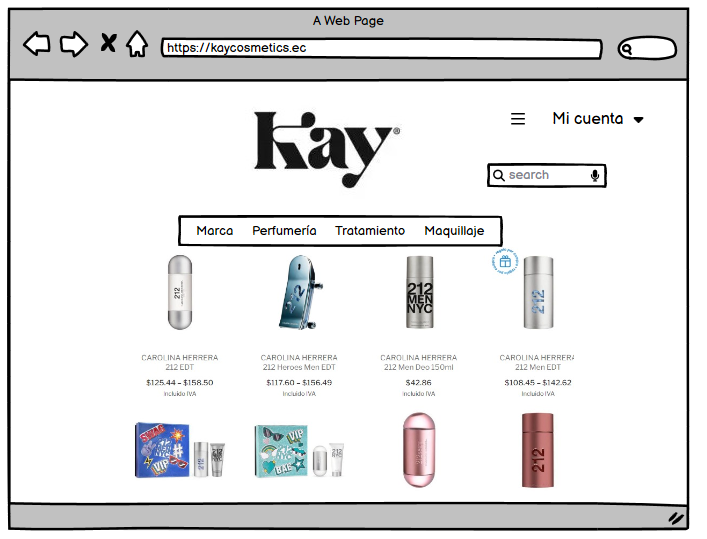 A Web Page
https://kaycosmetics.ec
Kay®
Mi cuenta
search
Marca Perfumería Tratamiento Maquillaje
212
212
212 MEN NYC
212
CAROLINA HERRERA
212 EDT
$125.44 – $158.50
Incluido IVA
CAROLINA HERRERA
212 Heroes Men EDT
$117.60 – $156.49
Incluido IVA
CAROLINA HERRERA
212 Men Deo 150ml
$42.86
Incluido IVA
CAROLINA HERRERA
212 Men EDT
$108.45 – $142.62
Incluido IVA
VIP
VIP
BAE
212